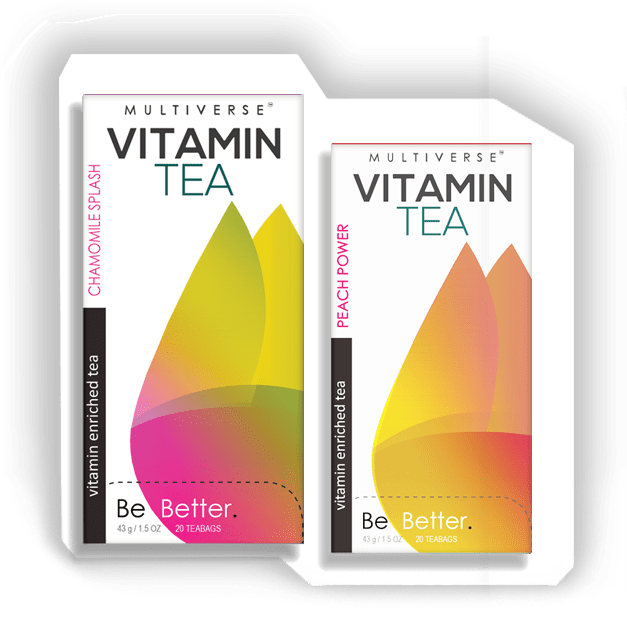 MULTIVERSE™
VITAMIN
TEA
CHAMOMILE SPLASH
vitamin enriched tea
Be Better.
43 g / 1.5 OZ 20 TEABAGS
MULTIVERSE™
VITAMIN
TEA
PEACH POWER
vitamin enriched tea
Be Better.
43 g / 1.5 OZ 20 TEABAGS